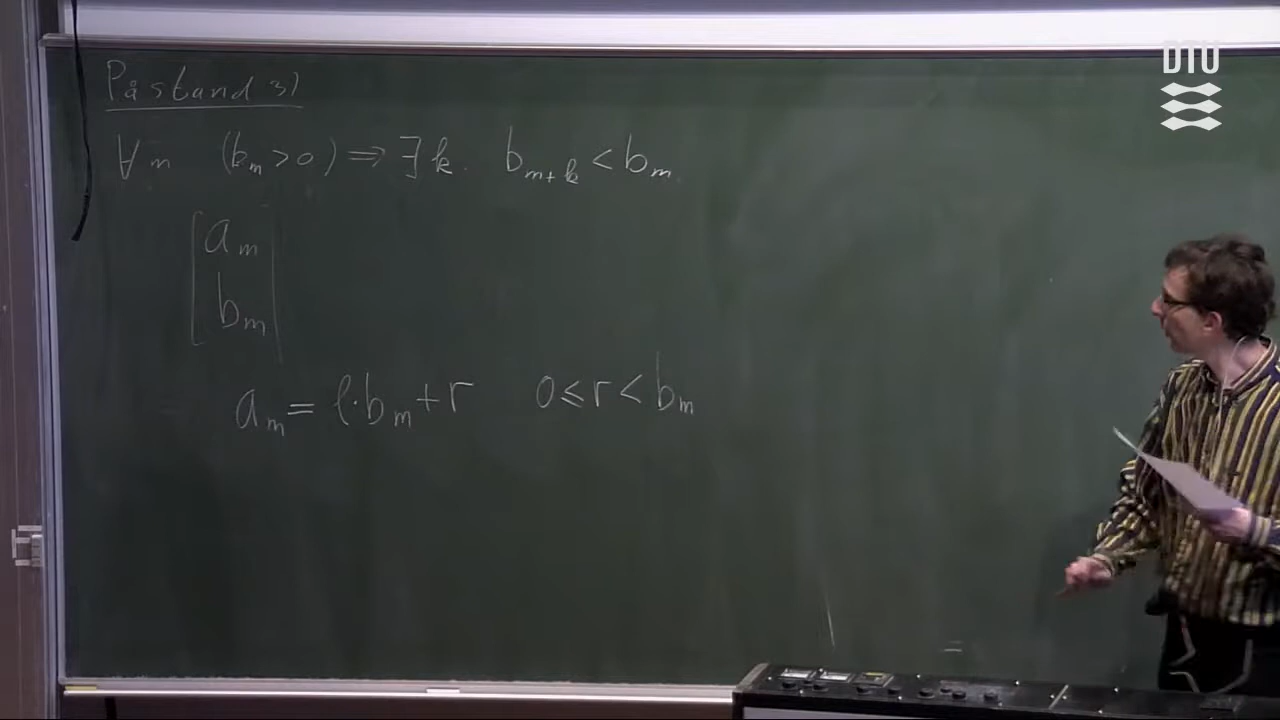 Påstand 3)
∀m (b_m > 0) ⇒ ∃k. b_{m+k} < b_m.
[a_m
b_m]
a_m = l·b_m + r 0 ≤ r < b_m
DTU